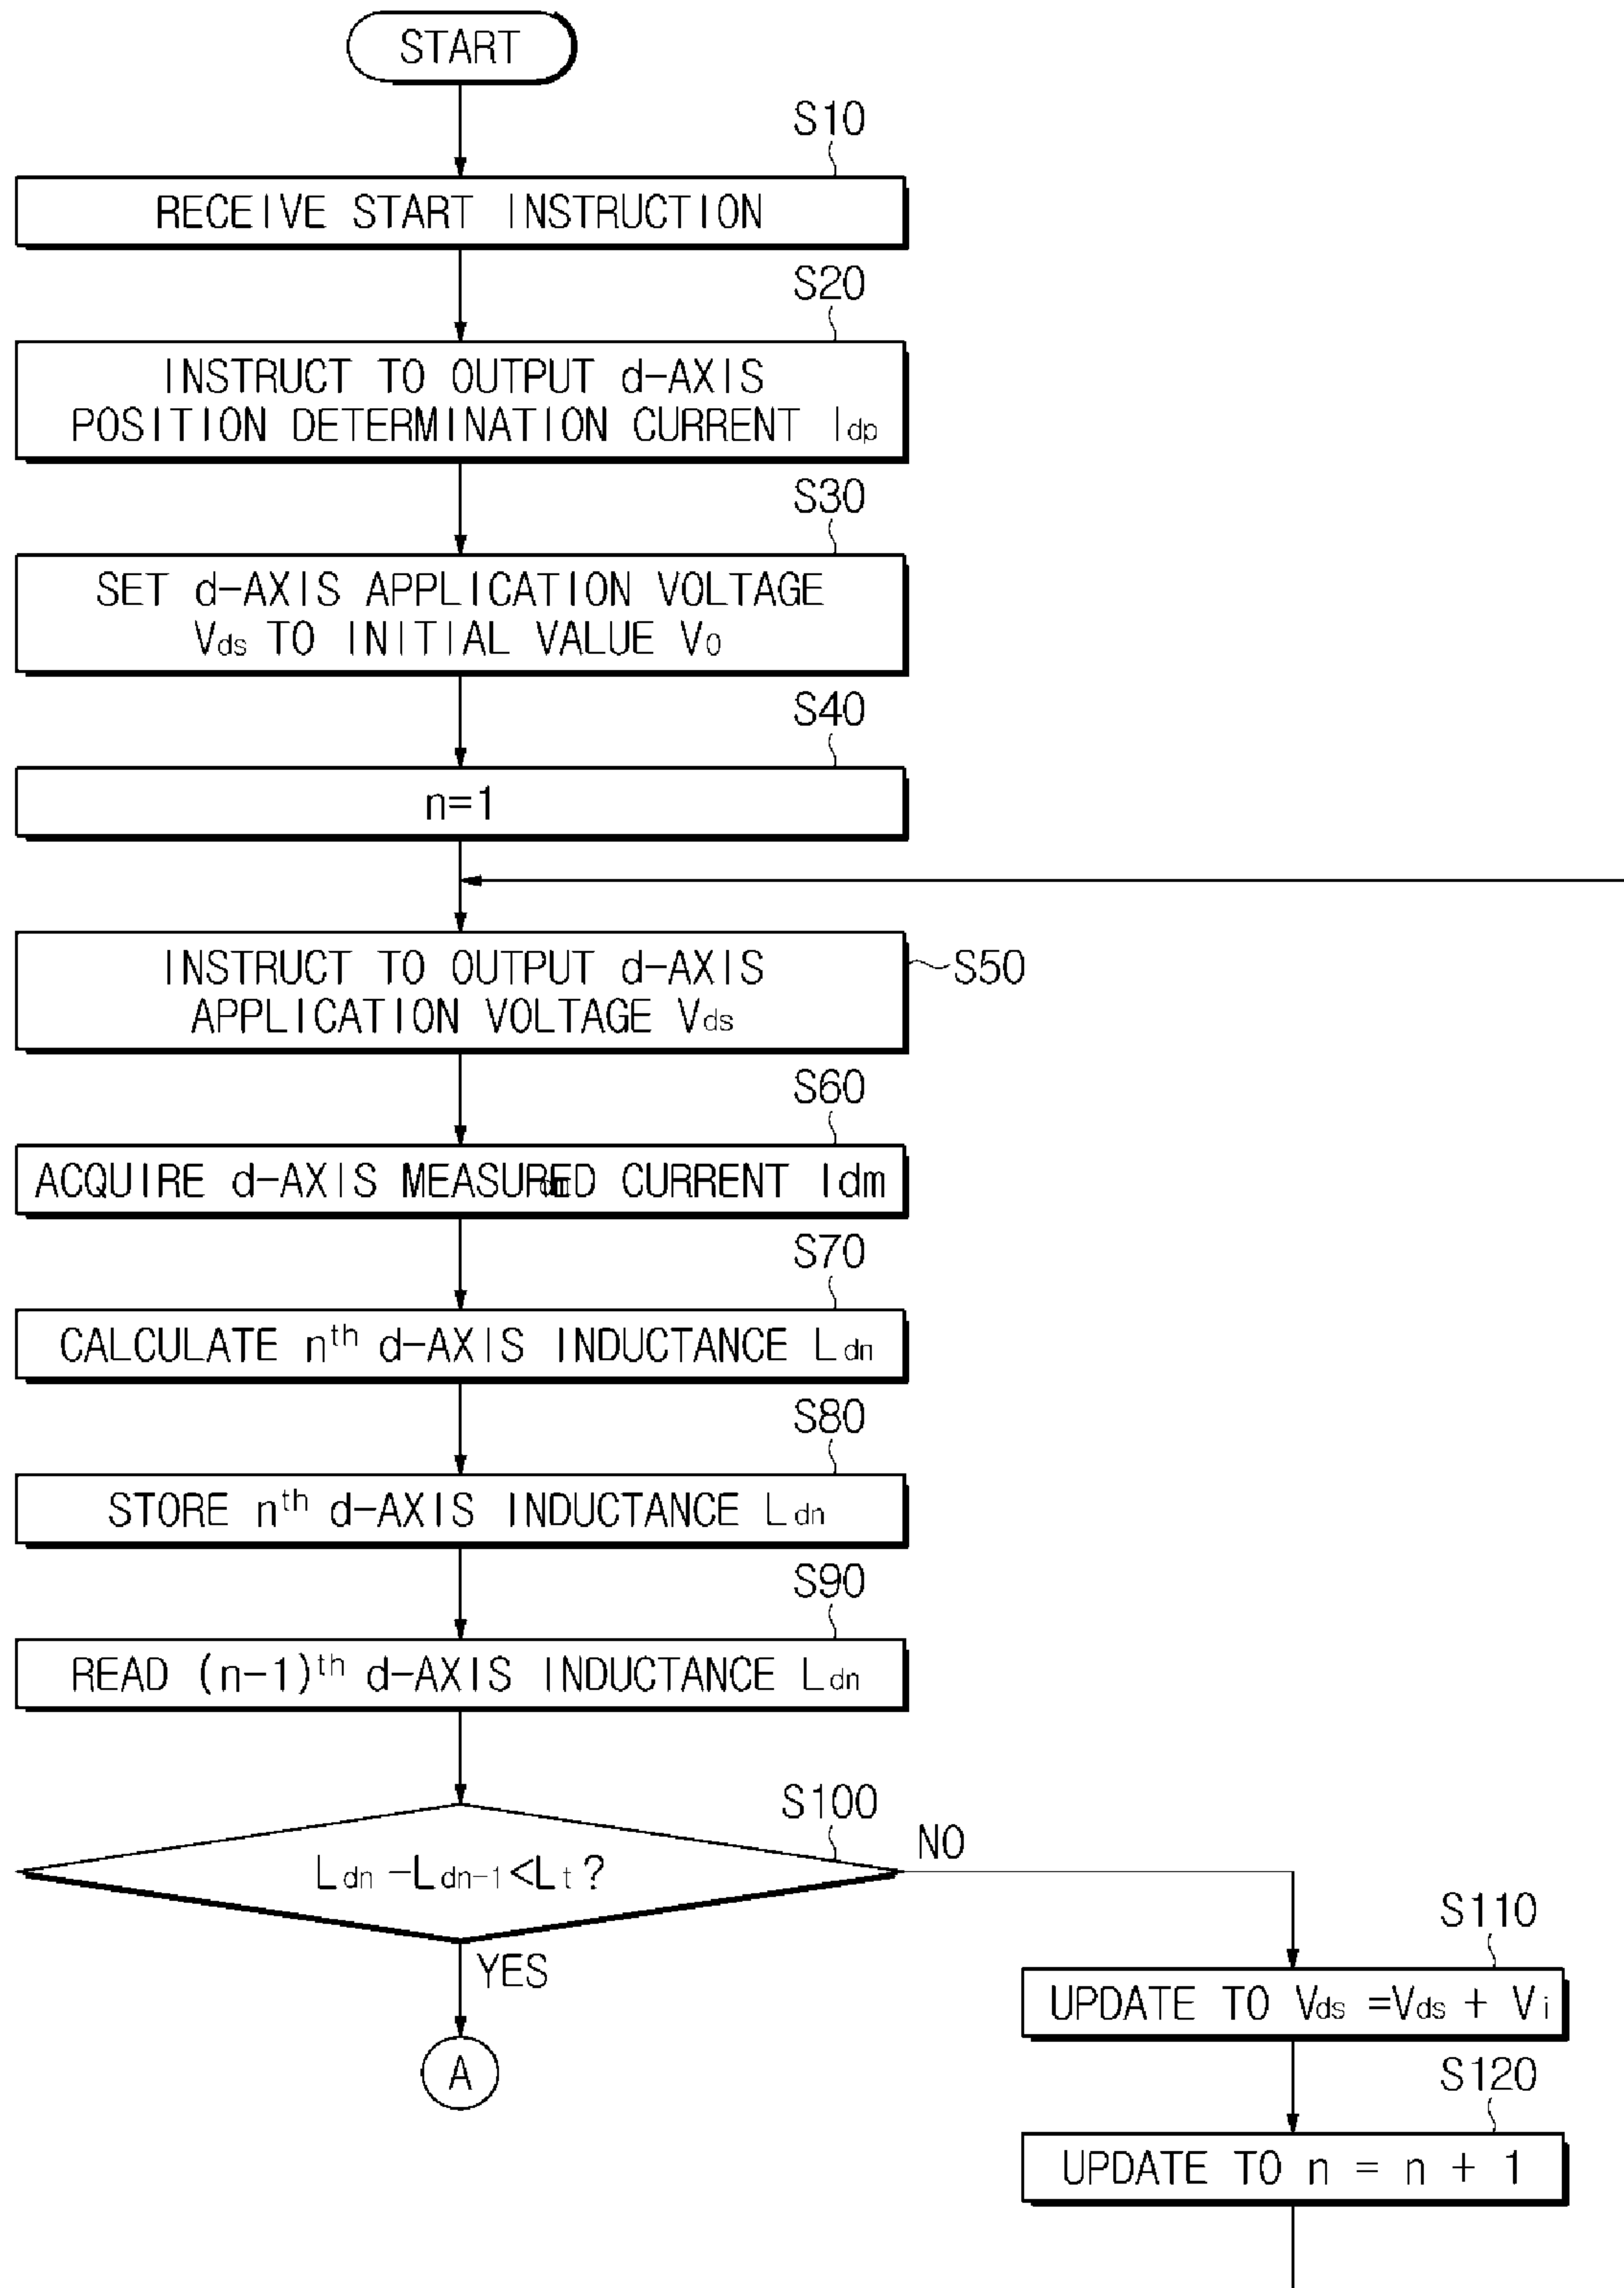 START
S10
RECEIVE START INSTRUCTION
S20
INSTRUCT TO OUTPUT d-AXIS
POSITION DETERMINATION CURRENT Idp
S30
SET d-AXIS APPLICATION VOLTAGE
Vds TO INITIAL VALUE V0
S40
n=1
INSTRUCT TO OUTPUT d-AXIS
APPLICATION VOLTAGE Vds
S50
S60
ACQUIRE d-AXIS MEASURED CURRENT Idm
dm
S70
CALCULATE nth d-AXIS INDUCTANCE Ldn
S80
STORE nth d-AXIS INDUCTANCE Ldn
S90
READ (n-1)th d-AXIS INDUCTANCE Ldn
S100
Ldn -Ldn-1<Lt?
NO
YES
A
S110
UPDATE TO Vds =Vds + Vi
S120
UPDATE TO n = n + 1